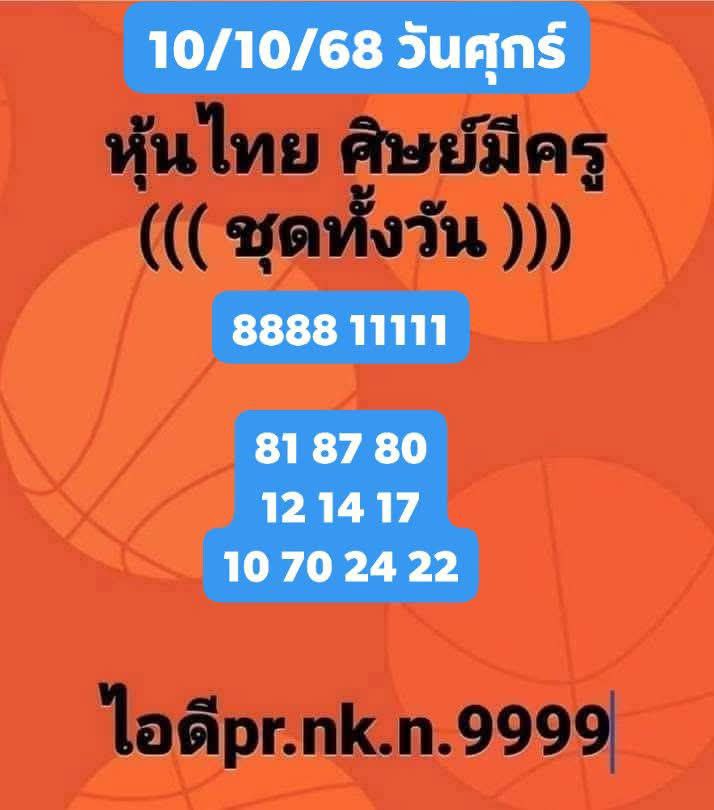 10/10/68 วันศุกร์
หุ้นไทย ศิษย์มีครู
((( ชุดทั้งวัน )))
8888 11111
81 87 80
12 14 17
10 70 24 22
ไอดีpr.nk.n.9999